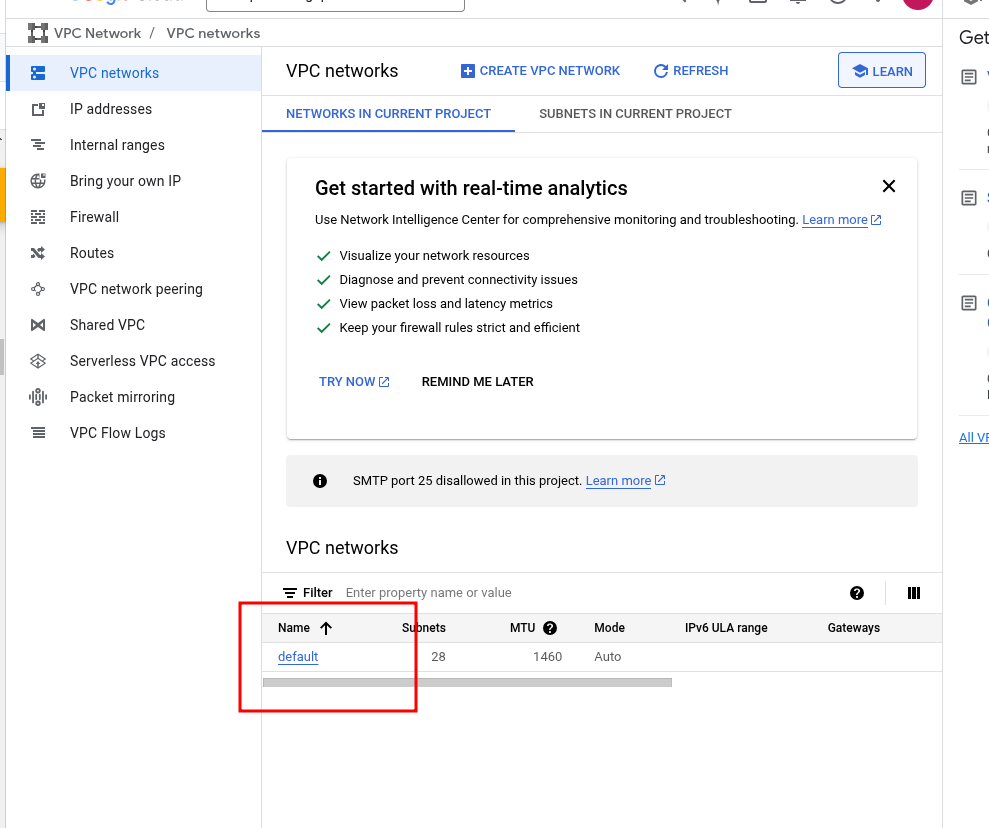 VPC Network / VPC networks
Get
VPC networks
IP addresses
Internal ranges
Bring your own IP
Firewall
Routes
VPC network peering
Shared VPC
Serverless VPC access
Packet mirroring
VPC Flow Logs
VPC networks
CREATE VPC NETWORK
REFRESH
LEARN
NETWORKS IN CURRENT PROJECT
SUBNETS IN CURRENT PROJECT
Get started with real-time analytics
Use Network Intelligence Center for comprehensive monitoring and troubleshooting. Learn more
Visualize your network resources
Diagnose and prevent connectivity issues
View packet loss and latency metrics
Keep your firewall rules strict and efficient
TRY NOW
REMIND ME LATER
SMTP port 25 disallowed in this project. Learn more
VPC networks
Filter Enter property name or value
Name Subnets MTU Mode IPv6 ULA range Gateways
default 28 1460 Auto
All VP